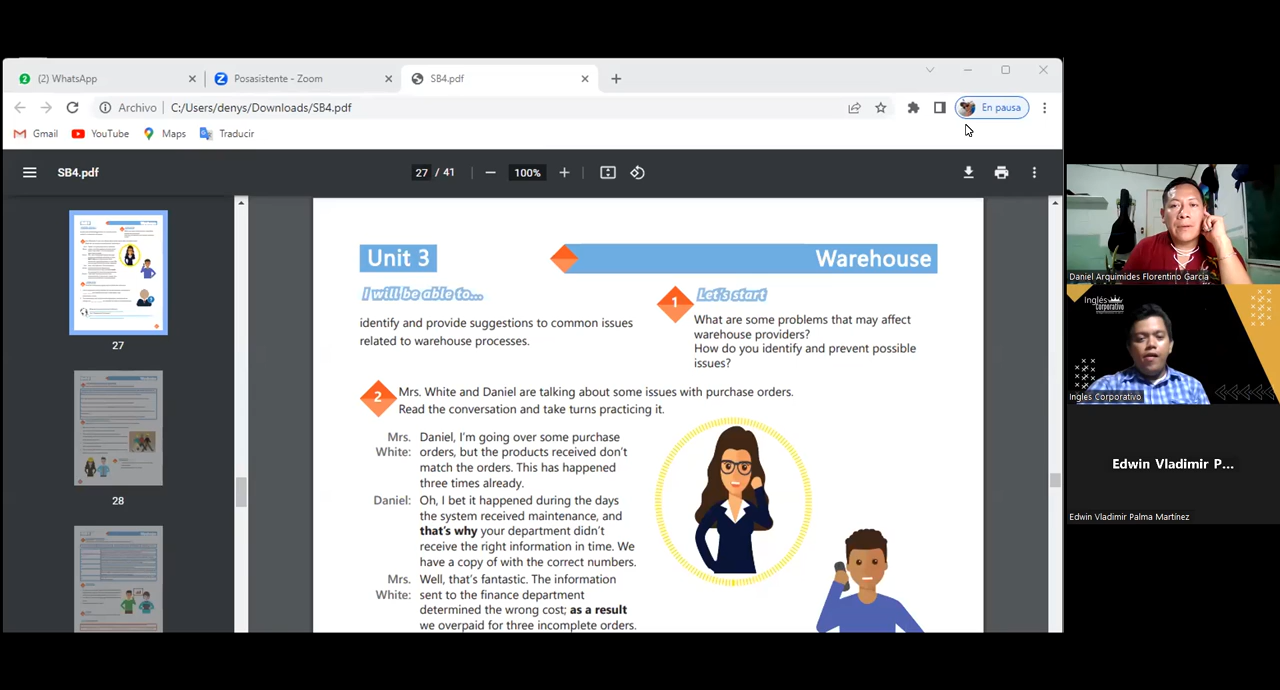 2 (2) WhatsApp
Posasistente - Zoom
SB4.pdf
Archivo
C:/Users/denys/Downloads/SB4.pdf
En pausa
Gmail
YouTube
Maps
Traducir
SB4.pdf
27 / 41
100%
27
28
Unit 3
Warehouse
I will be able to...
identify and provide suggestions to common issues
related to warehouse processes.
1
Let's start
What are some problems that may affect
warehouse providers?
How do you identify and prevent possible
issues?
2
Mrs. White and Daniel are talking about some issues with purchase orders.
Read the conversation and take turns practicing it.
Mrs. Daniel, I'm going over some purchase
White: orders, but the products received don't
match the orders. This has happened
three times already.
Daniel: Oh, I bet it happened during the days
the system received maintenance, and
that's why your department didn't
receive the right information in time. We
have a copy of with the correct numbers.
Mrs. Well, that's fantastic. The information
White: sent to the finance department
determined the wrong cost; as a result
we overpaid for three incomplete orders.
Daniel Arquimides Florentino Garcia
Inglés
corporativo
Ingles Corporativo
Edwin Vladimir P...
Edwin Vladimir Palma Martínez